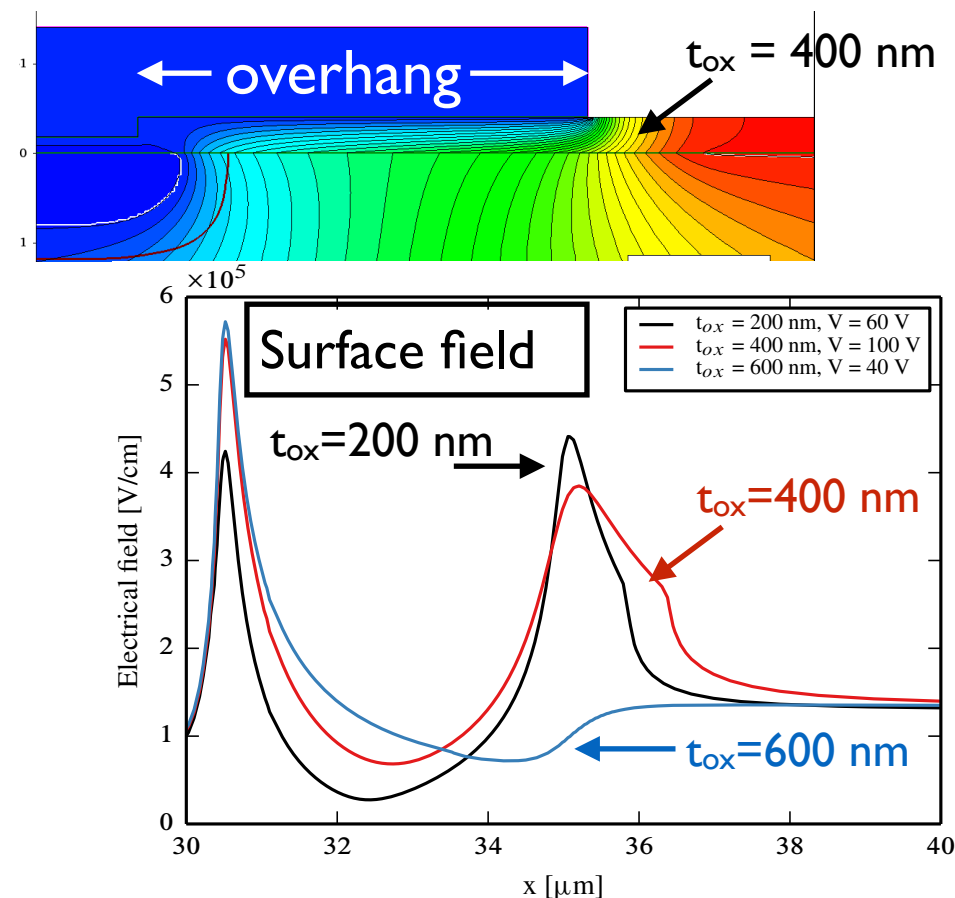 overhang
tox = 400 nm
1
0
1
×10⁵
6
5
4
3
2
1
0
Electrical field [V/cm]
Surface field
tox = 200 nm, V = 60 V
tox = 400 nm, V = 100 V
tox = 600 nm, V = 40 V
tox=200 nm
tox=400 nm
tox=600 nm
30 32 34 36 38 40
x [μm]